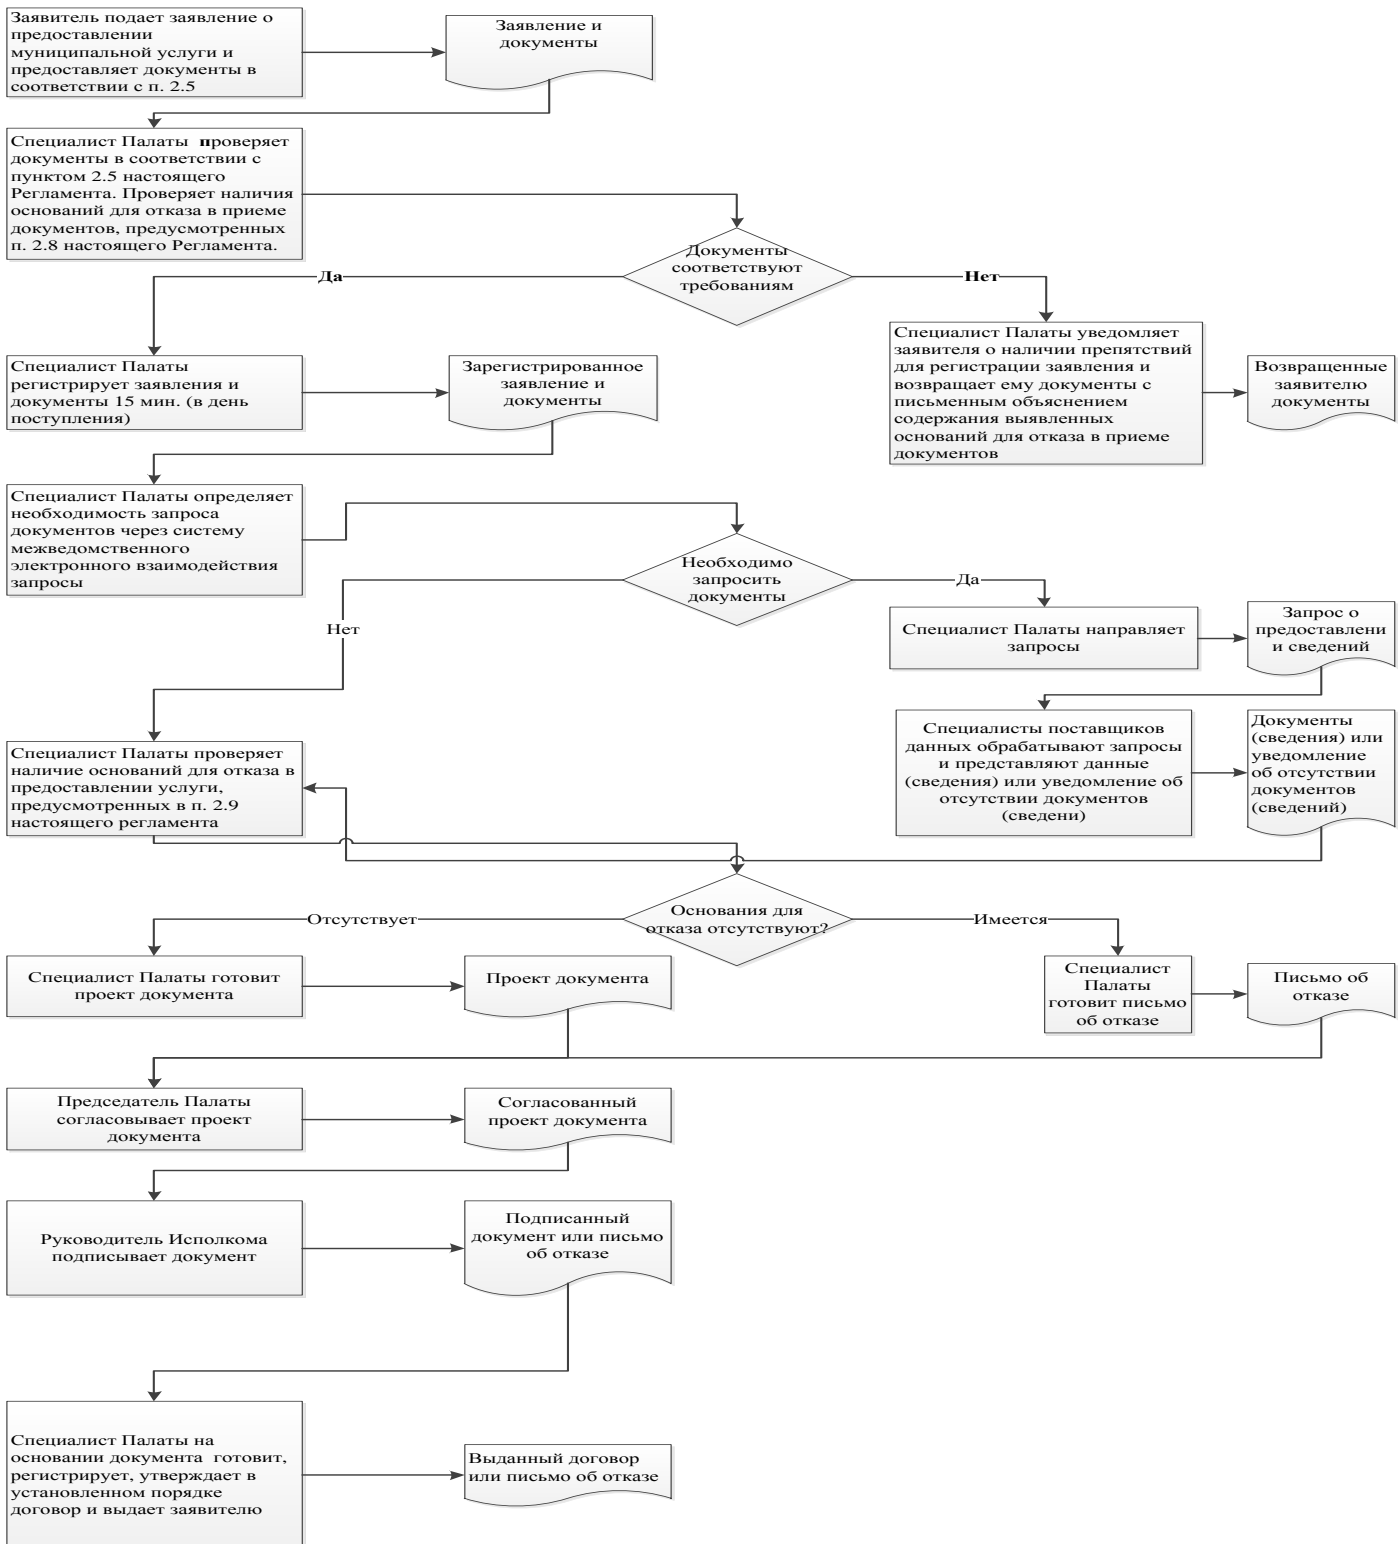 Заявитель подает заявление о
предоставлении
муниципальной услуги и
предоставляет документы в
соответствии с п. 2.5
Заявление и
документы
Специалист Палаты проверяет
документы в соответствии с
пунктом 2.5 настоящего
Регламента. Проверяет наличия
оснований для отказа в приеме
документов, предусмотренных
п. 2.8 настоящего Регламента.
Документы
соответствуют
требованиям
Да
Нет
Специалист Палаты
регистрирует заявления и
документы 15 мин. (в день
поступления)
Зарегистрированное
заявление и
документы
Специалист Палаты уведомляет
заявителя о наличии препятствий
для регистрации заявления и
возвращает ему документы с
письменным объяснением
содержания выявленных
оснований для отказа в приеме
документов
Возвращенные
заявителю
документы
Специалист Палаты определяет
необходимость запроса
документов через систему
межведомственного
электронного взаимодействия
запросы
Необходимо
запросить
документы
Да
Нет
Специалист Палаты направляет
запросы
Запрос о
предоставлени
и сведений
Специалисты поставщиков
данных обрабатывают запросы
и представляют данные
(сведения) или уведомление об
отсутствии документов
(сведени)
Документы
(сведения) или
уведомление
об отсутствии
документов
(сведений)
Специалист Палаты проверяет
наличие оснований для отказа в
предоставлении услуги,
предусмотренных в п. 2.9
настоящего регламента
Основания для
отказа отсутствуют?
Отсутствует
Имеется
Специалист Палаты готовит
проект документа
Проект документа
Специалист
Палаты
готовит письмо
об отказе
Письмо об
отказе
Председатель Палаты
согласовывает проект
документа
Согласованный
проект документа
Руководитель Исполкома
подписывает документ
Подписанный
документ или письмо
об отказе
Специалист Палаты на
основании документа готовит,
регистрирует, утверждает в
установленном порядке
договор и выдает заявителю
Выданный договор
или письмо об отказе